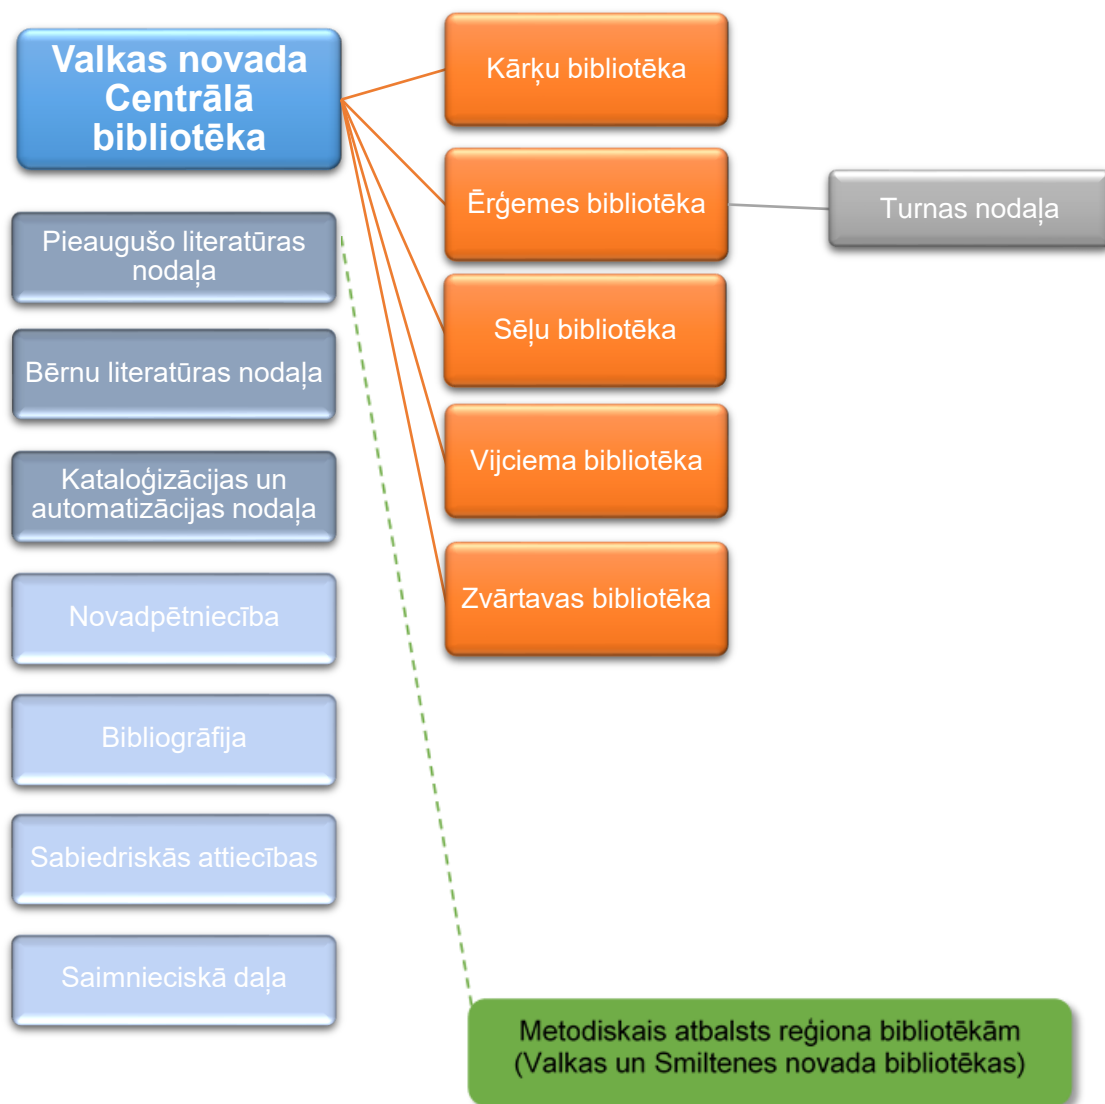 Valkas novada
Centrālā
bibliotēka
Pieaugušo literatūras
nodaļa
Bērnu literatūras nodaļa
Kataloģizācijas un
automatizācijas nodaļa
Novadpētniecība
Bibliogrāfija
Sabiedriskās attiecības
Saimnieciskā daļa
Kārķu bibliotēka
Ērģemes bibliotēka
Sēļu bibliotēka
Vijciema bibliotēka
Zvārtavas bibliotēka
Turnas nodaļa
Metodiskais atbalsts reģiona bibliotēkām
(Valkas un Smiltenes novada bibliotēkas)